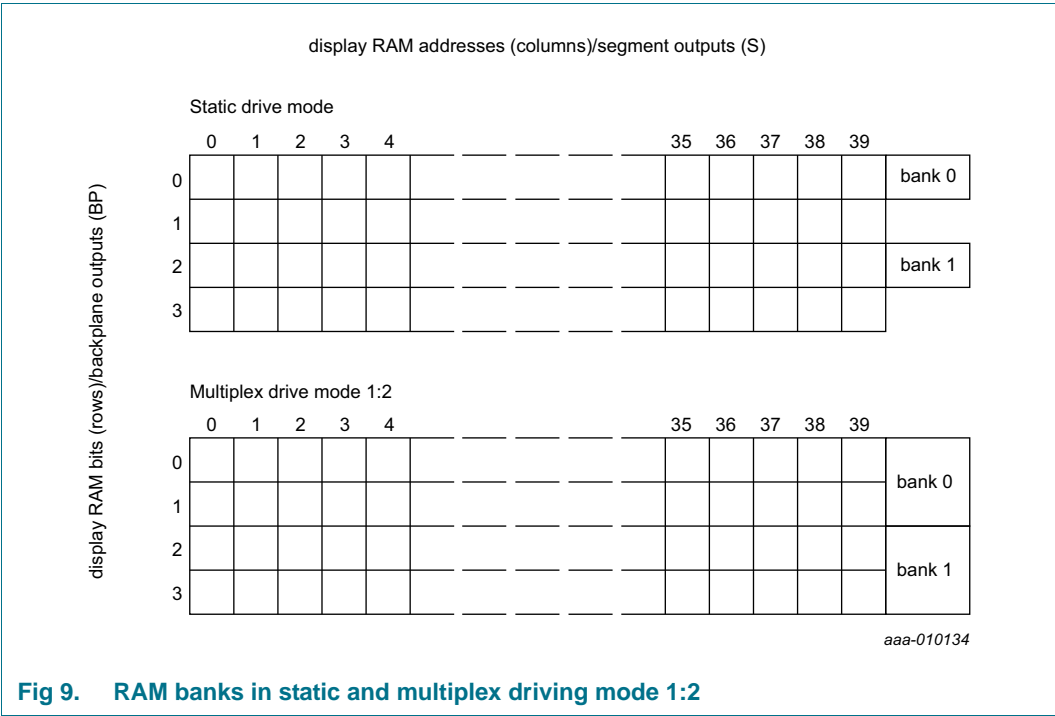 display RAM addresses (columns)/segment outputs (S)
display RAM bits (rows)/backplane outputs (BP)
Static drive mode
0 1 2 3 4 35 36 37 38 39
0 bank 0
1
2 bank 1
3
Multiplex drive mode 1:2
0 1 2 3 4 35 36 37 38 39
0
bank 0
1
2
bank 1
3
aaa-010134
Fig 9. RAM banks in static and multiplex driving mode 1:2